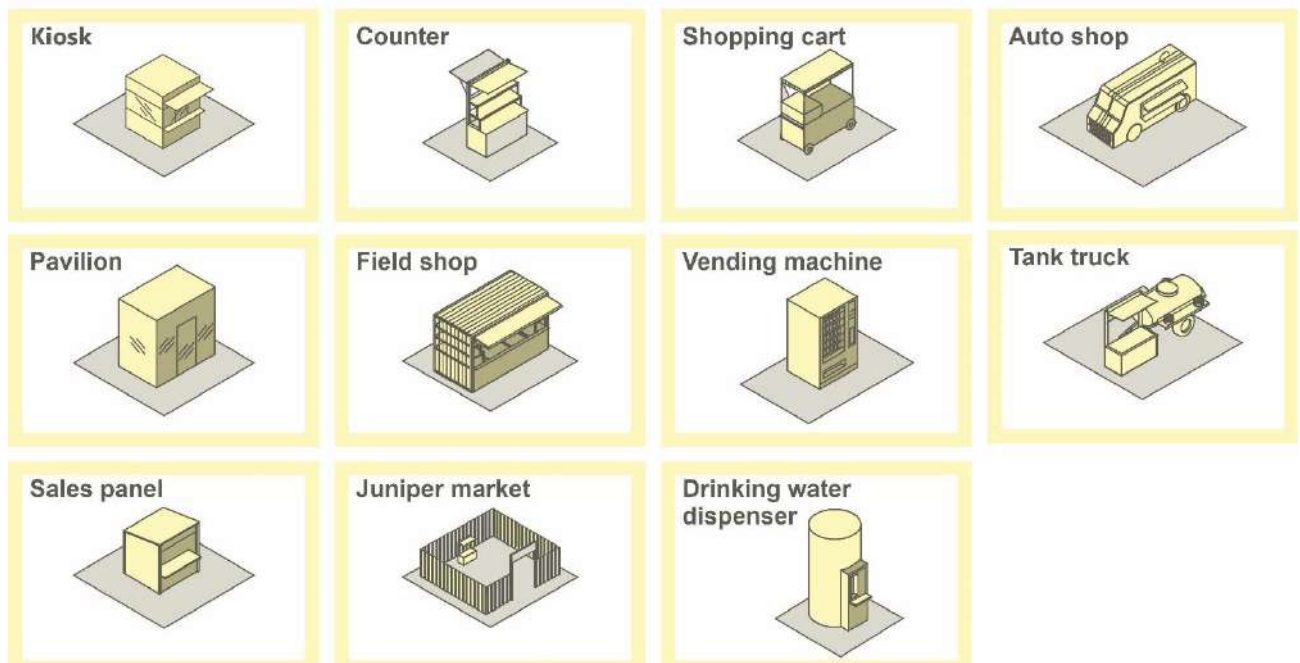 Kiosk
Counter
Shopping cart
Auto shop
Pavilion
Field shop
Vending machine
Tank truck
Sales panel
Juniper market
Drinking water
dispenser